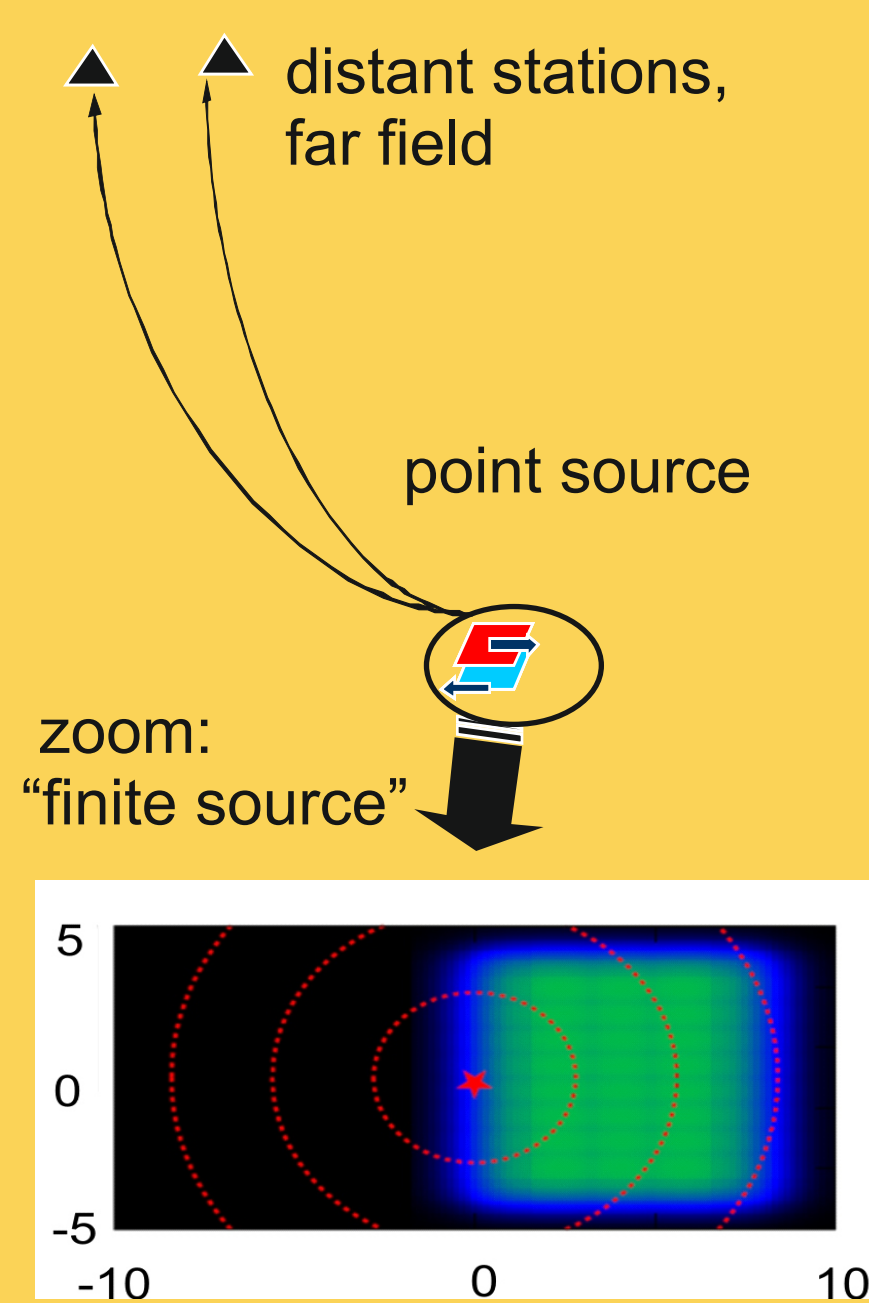 distant stations,
far field
point source
zoom:
“finite source”
5
0
-5
-10 0 10